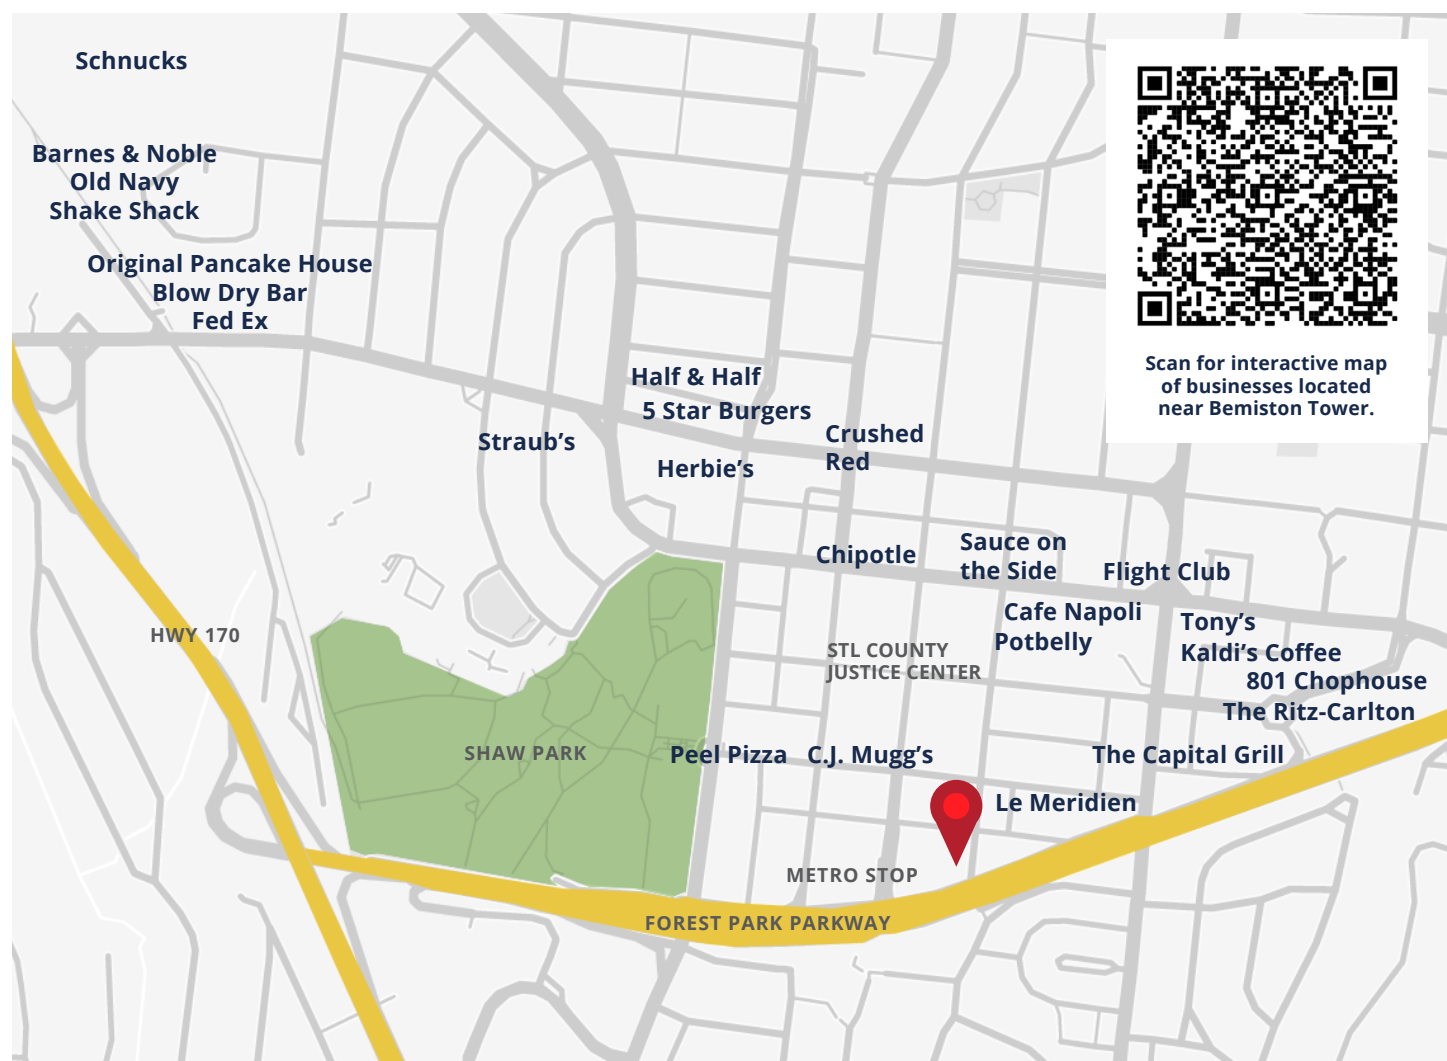 Schnucks
Barnes & Noble
Old Navy
Shake Shack
Original Pancake House
Blow Dry Bar
Fed Ex
Scan for interactive map
of businesses located
near Bemiston Tower.
Half & Half
5 Star Burgers
Straub’s
Herbie’s
Crushed
Red
Chipotle
Sauce on
the Side
Flight Club
Cafe Napoli
Potbelly
Tony’s
Kaldi’s Coffee
801 Chophouse
The Ritz-Carlton
HWY 170
STL COUNTY
JUSTICE CENTER
SHAW PARK
Peel Pizza
C.J. Mugg’s
The Capital Grill
Le Meridien
METRO STOP
FOREST PARK PARKWAY